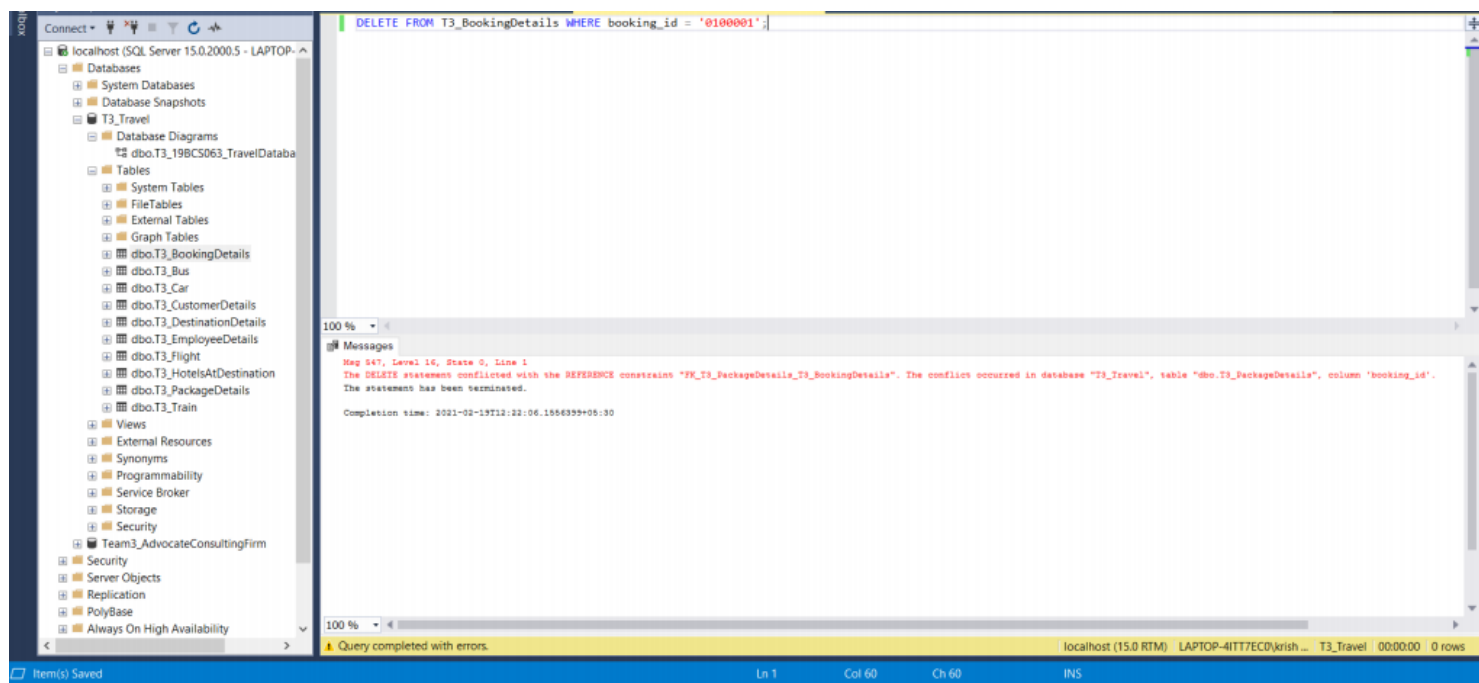 lbox
Connect
localhost (SQL Server 15.0.2000.5 - LAPTOP-
Databases
System Databases
Database Snapshots
T3_Travel
Database Diagrams
dbo.T3_19BCS063_TravelDataba
Tables
System Tables
FileTables
External Tables
Graph Tables
dbo.T3_BookingDetails
dbo.T3_Bus
dbo.T3_Car
dbo.T3_CustomerDetails
dbo.T3_DestinationDetails
dbo.T3_EmployeeDetails
dbo.T3_Flight
dbo.T3_HotelsAtDestination
dbo.T3_PackageDetails
dbo.T3_Train
Views
External Resources
Synonyms
Programmability
Service Broker
Storage
Security
Team3_AdvocateConsultingFirm
Security
Server Objects
Replication
PolyBase
Always On High Availability
DELETE FROM T3_BookingDetails WHERE booking_id = '0100001';
100 %
Messages
Msg 547, Level 16, State 0, Line 1
The DELETE statement conflicted with the REFERENCE constraint "FK_T3_PackageDetails_T3_BookingDetails". The conflict occurred in database "T3_Travel", table "dbo.T3_PackageDetails", column 'booking_id'.
The statement has been terminated.
Completion time: 2021-02-19T12:22:06.1556399+05:30
100 %
Query completed with errors. localhost (15.0 RTM) LAPTOP-4ITT7EC0\krish ... T3_Travel 00:00:00 0 rows
Item(s) Saved Ln 1 Col 60 Ch 60 INS